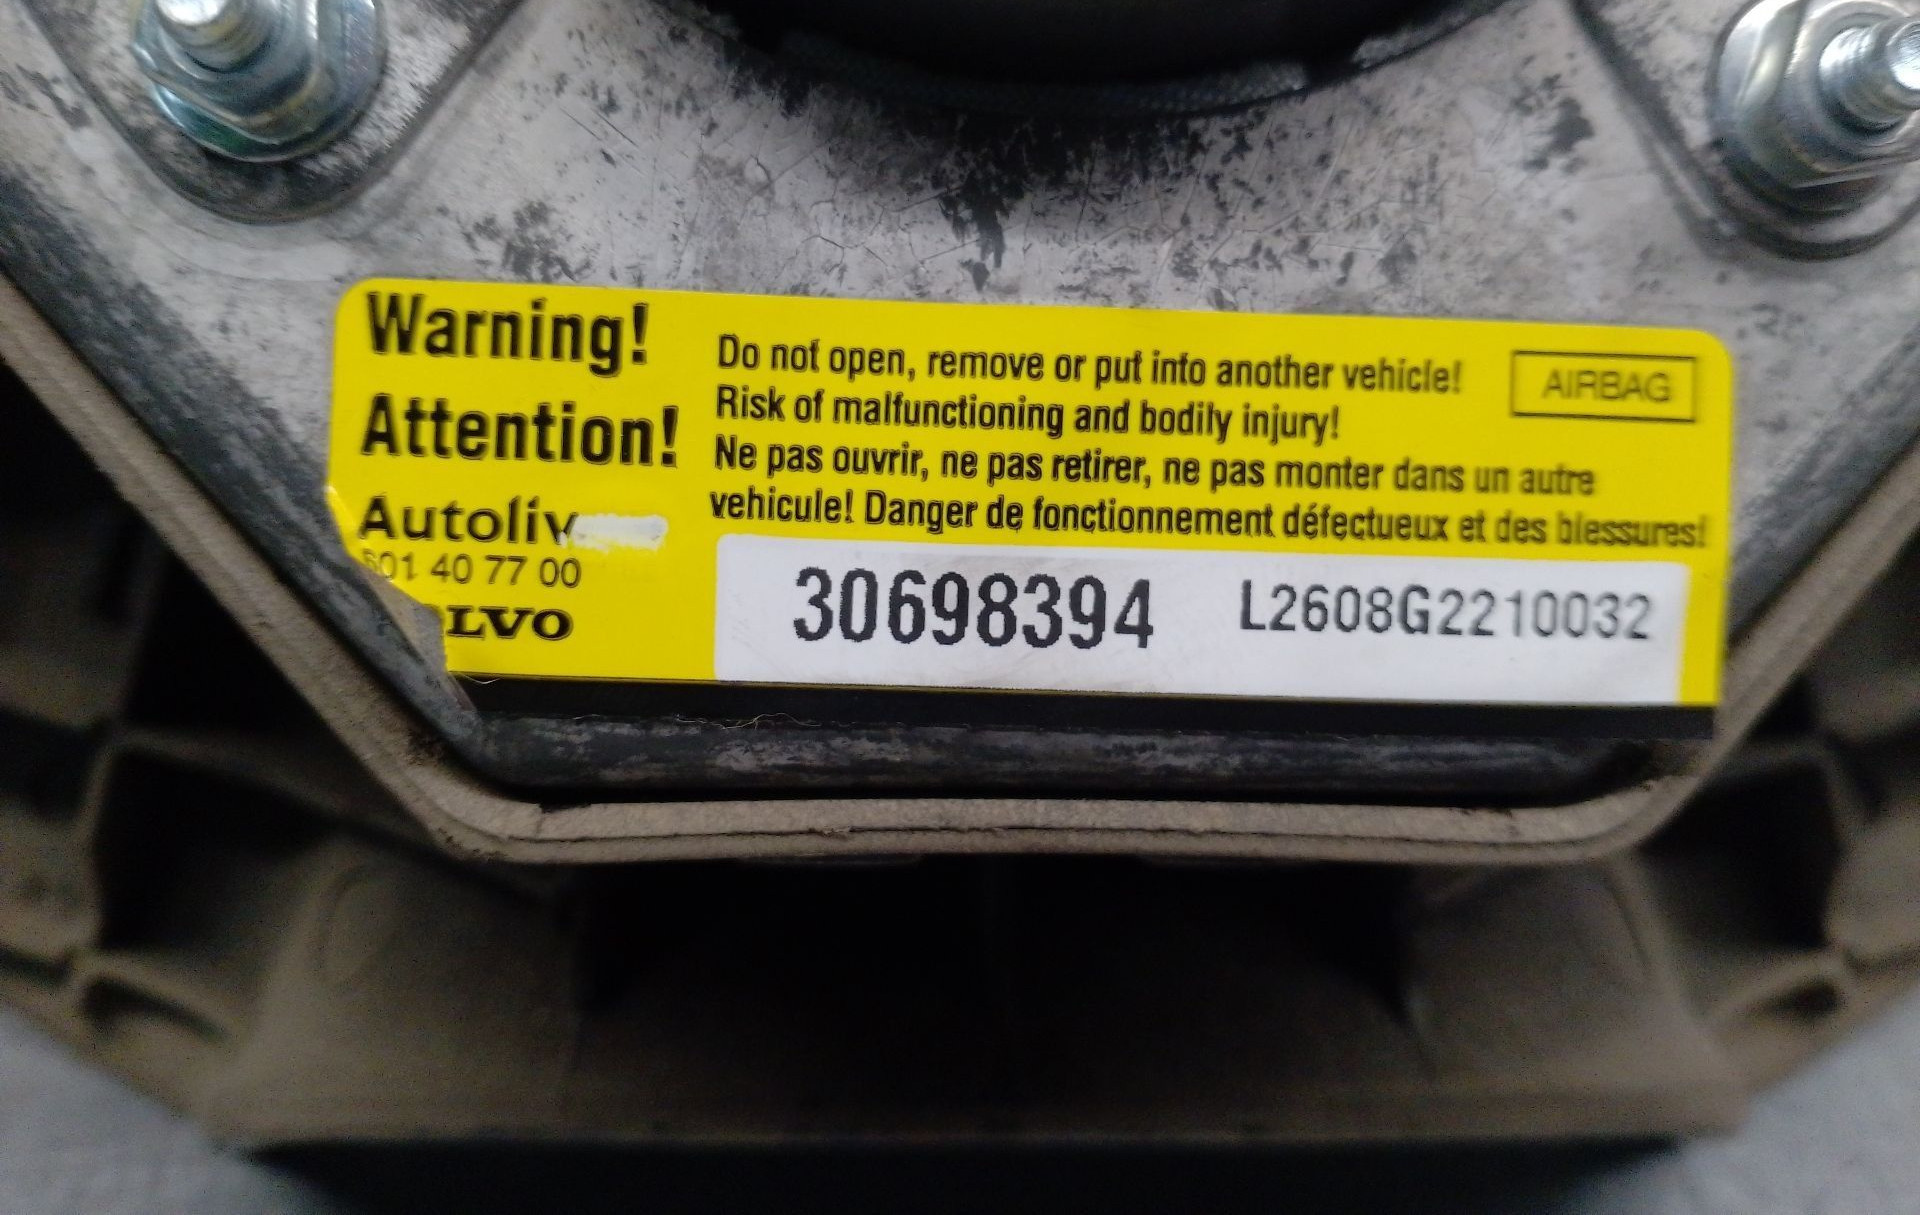 Warning!
Attention!
Autoliv
601 40 77 00
VOLVO
Do not open, remove or put into another vehicle!
Risk of malfunctioning and bodily injury!
Ne pas ouvrir, ne pas retirer, ne pas monter dans un autre
vehicule! Danger de fonctionnement défectueux et des blessures!
AIRBAG
30698394
L2608G2210032